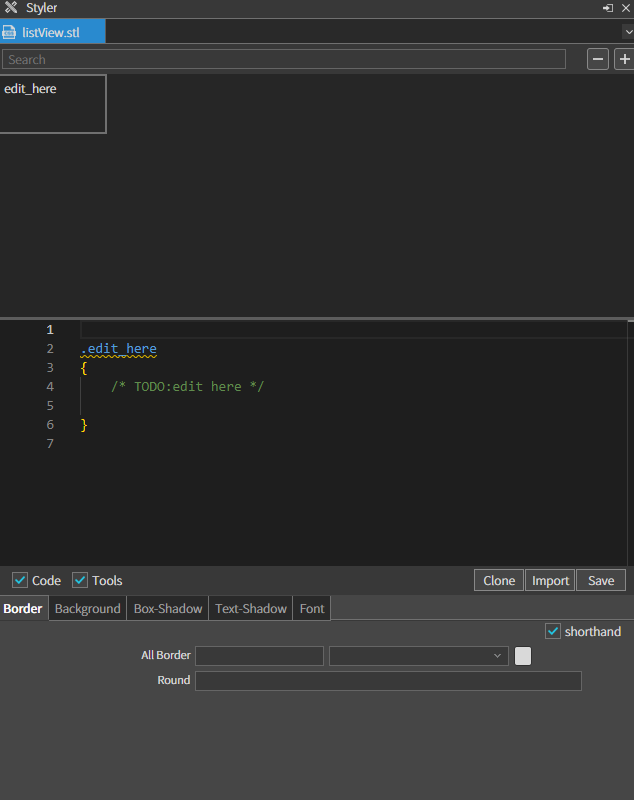 Styler
listView.stl
Search
edit_here
1
2 .edit_here
3 {
4 /* TODO:edit here */
5
6 }
7
Code Tools Clone Import Save
Border Background Box-Shadow Text-Shadow Font
shorthand
All Border
Round